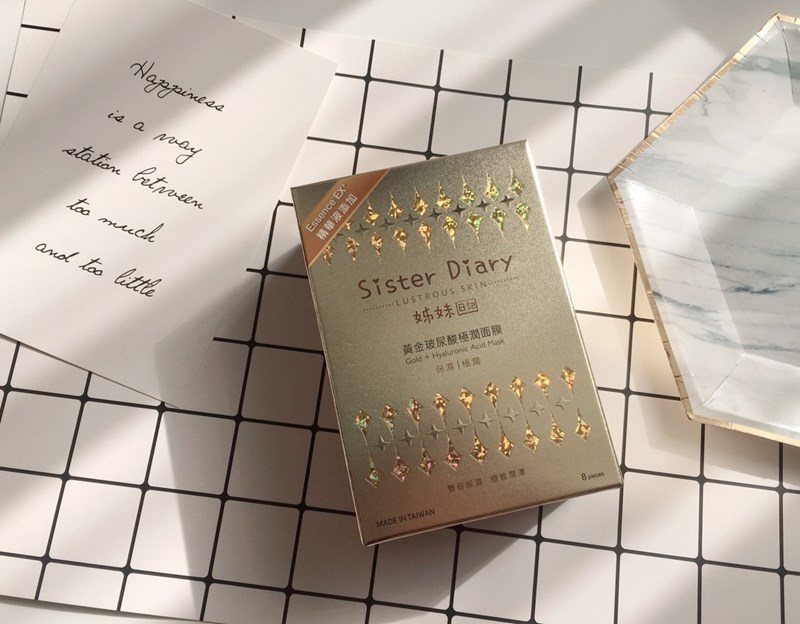 Happiness
is a way
station between
too much
and too little
Essence EX+
精華液添加
Sister Diary
LUSTROUS SKIN
姊妹日記
黃金玻尿酸極潤面膜
Gold + Hyaluronic Acid Mask
保濕|極潤
8 pieces
MADE IN TAIWAN